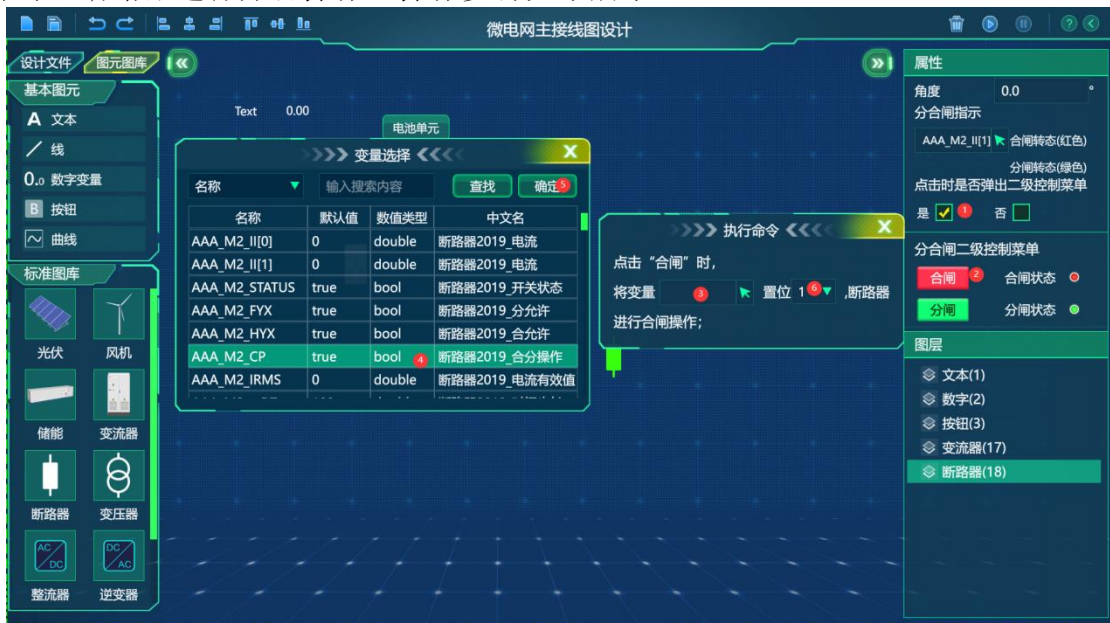 微电网主接线图设计
设计文件
图元图库
基本图元
A 文本
线
0.0 数字变量
B 按钮
曲线
标准图库
光伏
风机
储能
变流器
断路器
变压器
AC/DC
DC/AC
整流器
逆变器
Text 0.00
电池单元
>>>> 变量选择 <<<<
X
名称
输入搜索内容
查找
确定 5
名称 默认值 数值类型 中文名
AAA_M2_II[0] 0 double 断路器2019_电流
AAA_M2_II[1] 0 double 断路器2019_电流
AAA_M2_STATUS true bool 断路器2019_开关状态
AAA_M2_FYX true bool 断路器2019_分允许
AAA_M2_HYX true bool 断路器2019_合允许
AAA_M2_CP true bool 4 断路器2019_合分操作
AAA_M2_IRMS 0 double 断路器2019_电流有效值
>>>> 执行命令 <<<<
X
点击“合闸”时,
将变量 3 置位 1 6 ,断路器
进行合闸操作;
属性
角度 0.0 °
分合闸指示
AAA_M2_II[1] 合闸转态(红色)
分闸转态(绿色)
点击时是否弹出二级控制菜单
是 1 否
分合闸二级控制菜单
合闸 2 合闸状态
分闸 分闸状态
图层
文本(1)
数字(2)
按钮(3)
变流器(17)
断路器(18)